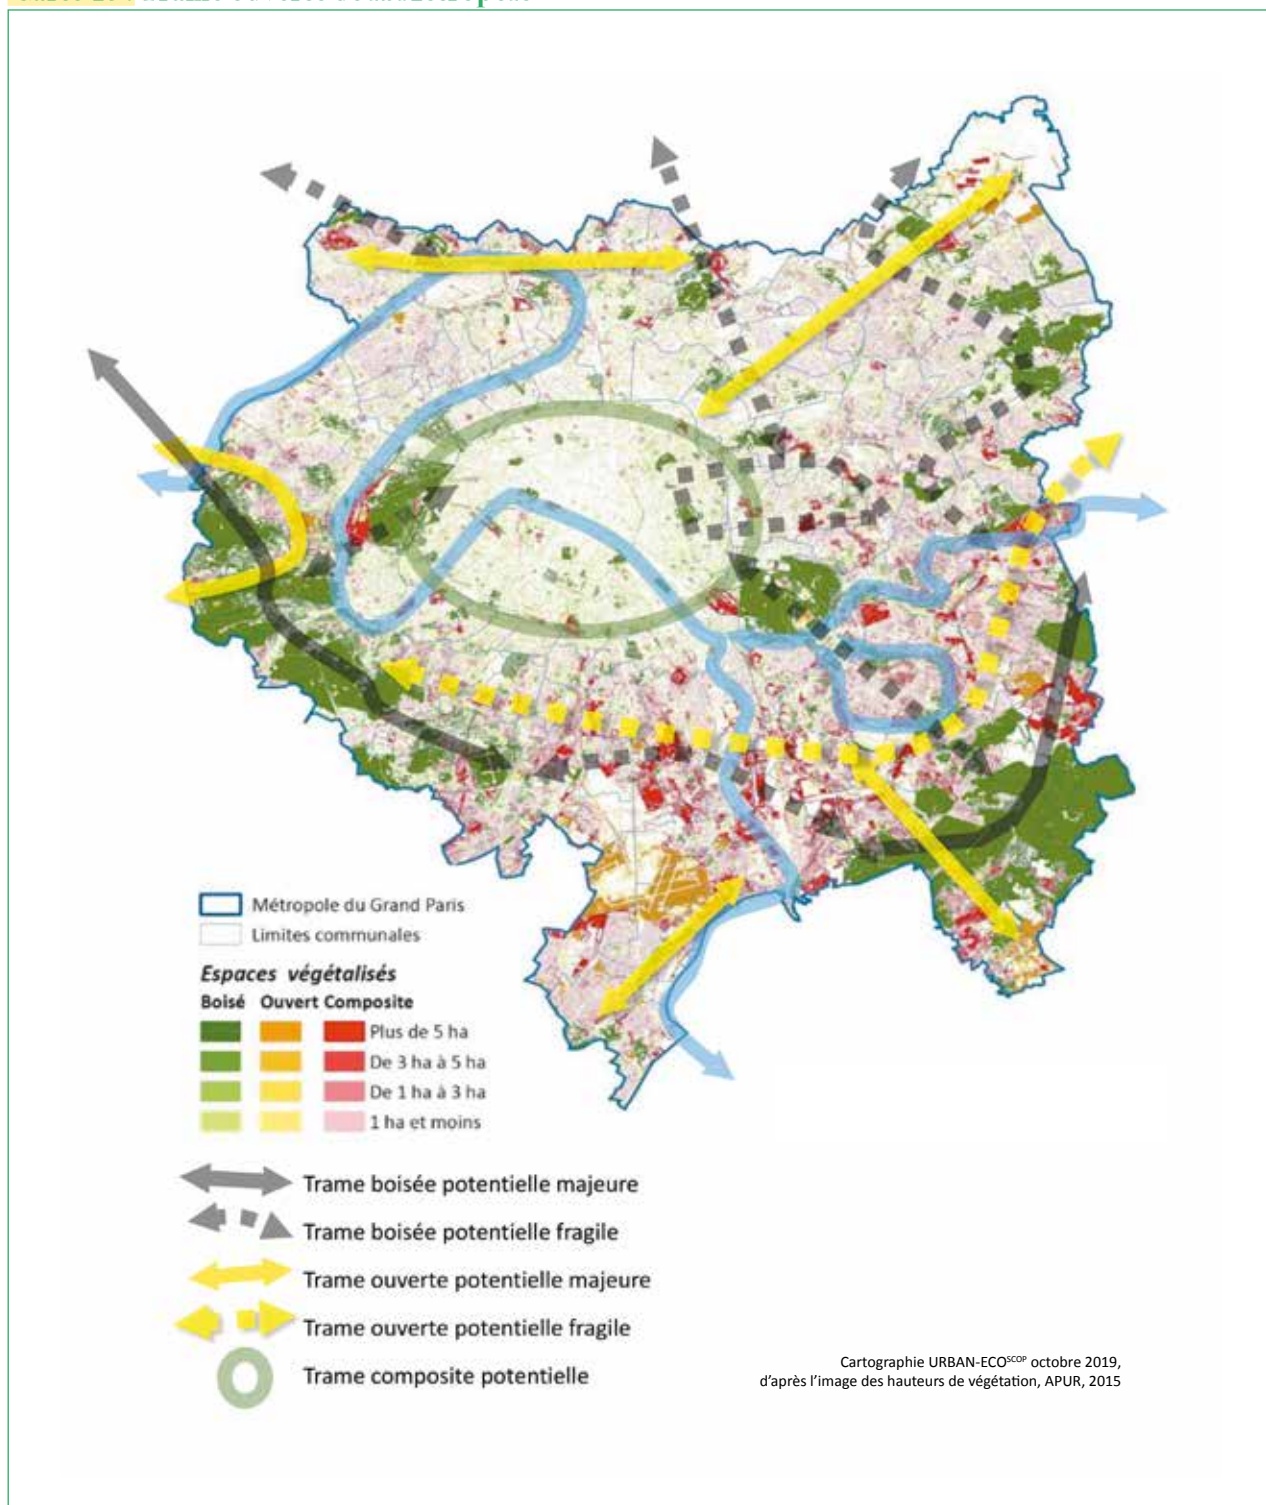 Métropole du Grand Paris
Limites communales
Espaces végétalisés
Boisé Ouvert Composite
Plus de 5 ha
De 3 ha à 5 ha
De 1 ha à 3 ha
1 ha et moins
Trame boisée potentielle majeure
Trame boisée potentielle fragile
Trame ouverte potentielle majeure
Trame ouverte potentielle fragile
Trame composite potentielle
Cartographie URBAN-ECOSCOP octobre 2019,
d'après l'image des hauteurs de végétation, APUR, 2015